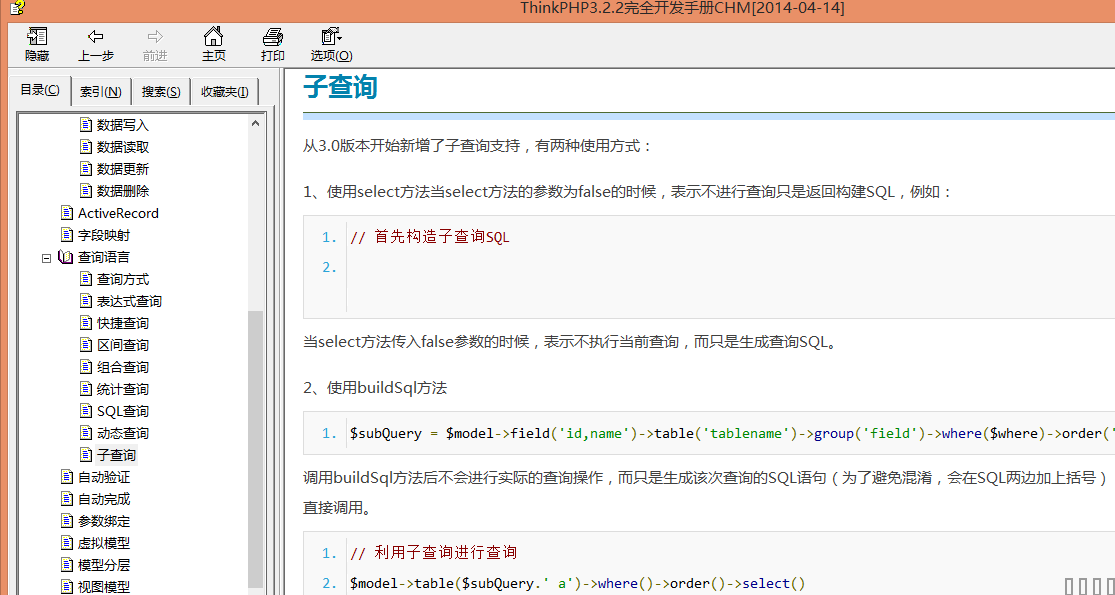 ThinkPHP3.2.2完全开发手册CHM[2014-04-14]
隐藏 上一步 前进 主页 打印 选项(O)
目录(C) 索引(N) 搜索(S) 收藏夹(I)
数据写入
数据读取
数据更新
数据删除
ActiveRecord
字段映射
查询语言
查询方式
表达式查询
快捷查询
区间查询
组合查询
统计查询
SQL查询
动态查询
子查询
自动验证
自动完成
参数绑定
虚拟模型
模型分层
视图模型
子查询
从3.0版本开始新增了子查询支持，有两种使用方式：
1、使用select方法当select方法的参数为false的时候，表示不进行查询只是返回构建SQL，例如：
1. // 首先构造子查询SQL
2.
当select方法传入false参数的时候，表示不执行当前查询，而只是生成查询SQL。
2、使用buildSql方法
1. $subQuery = $model->field('id,name')->table('tablename')->group('field')->where($where)->order('
调用buildSql方法后不会进行实际的查询操作，而只是生成该次查询的SQL语句（为了避免混淆，会在SQL两边加上括号）
直接调用。
1. // 利用子查询进行查询
2. $model->table($subQuery.' a')->where()->order()->select()